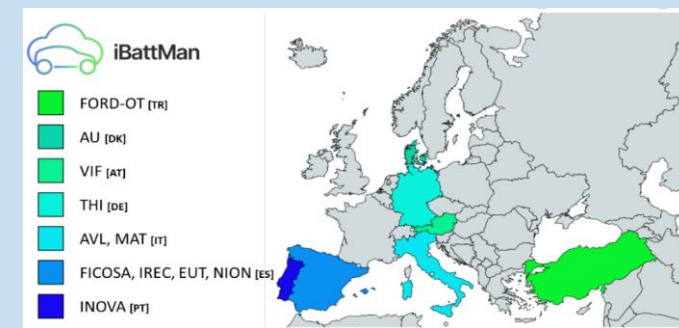 iBattMan
FORD-OT [TR]
AU [DK]
VIF [AT]
THI [DE]
AVL, MAT [IT]
FICOSA, IREC, EUT, NION [ES]
INOVA [PT]